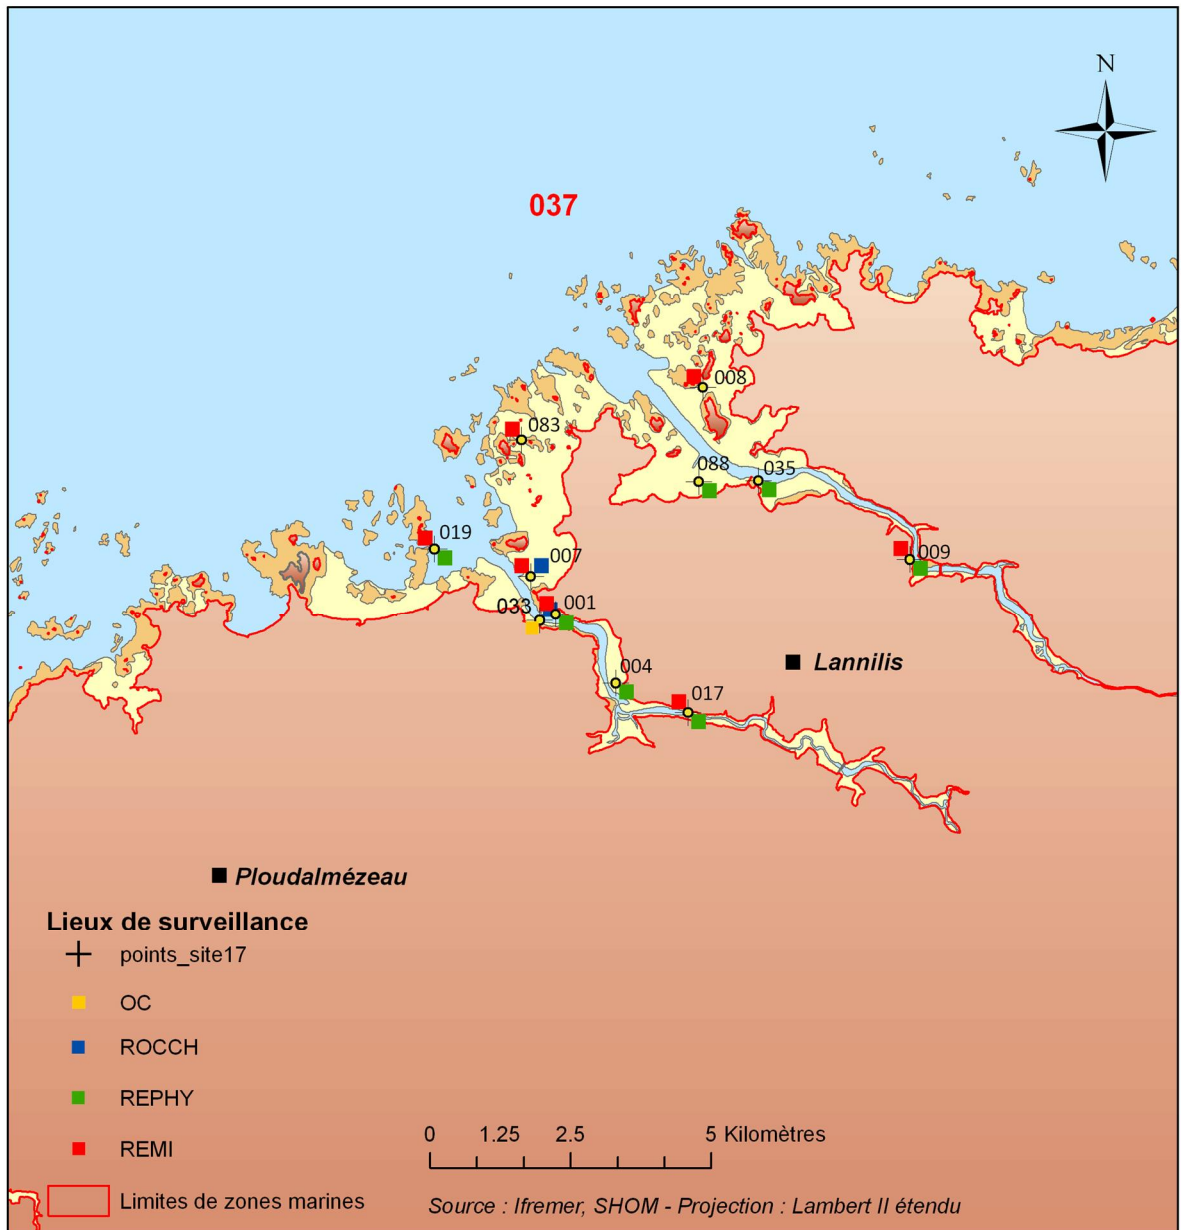 N
037
008
083
088
035
019
007
009
033
001
004
Lannilis
017
Ploudalmézeau
Lieux de surveillance
points_site17
OC
ROCCH
REPHY
REMI
Limites de zones marines
0 1.25 2.5 5 Kilomètres
Source : Ifremer, SHOM - Projection : Lambert II étendu